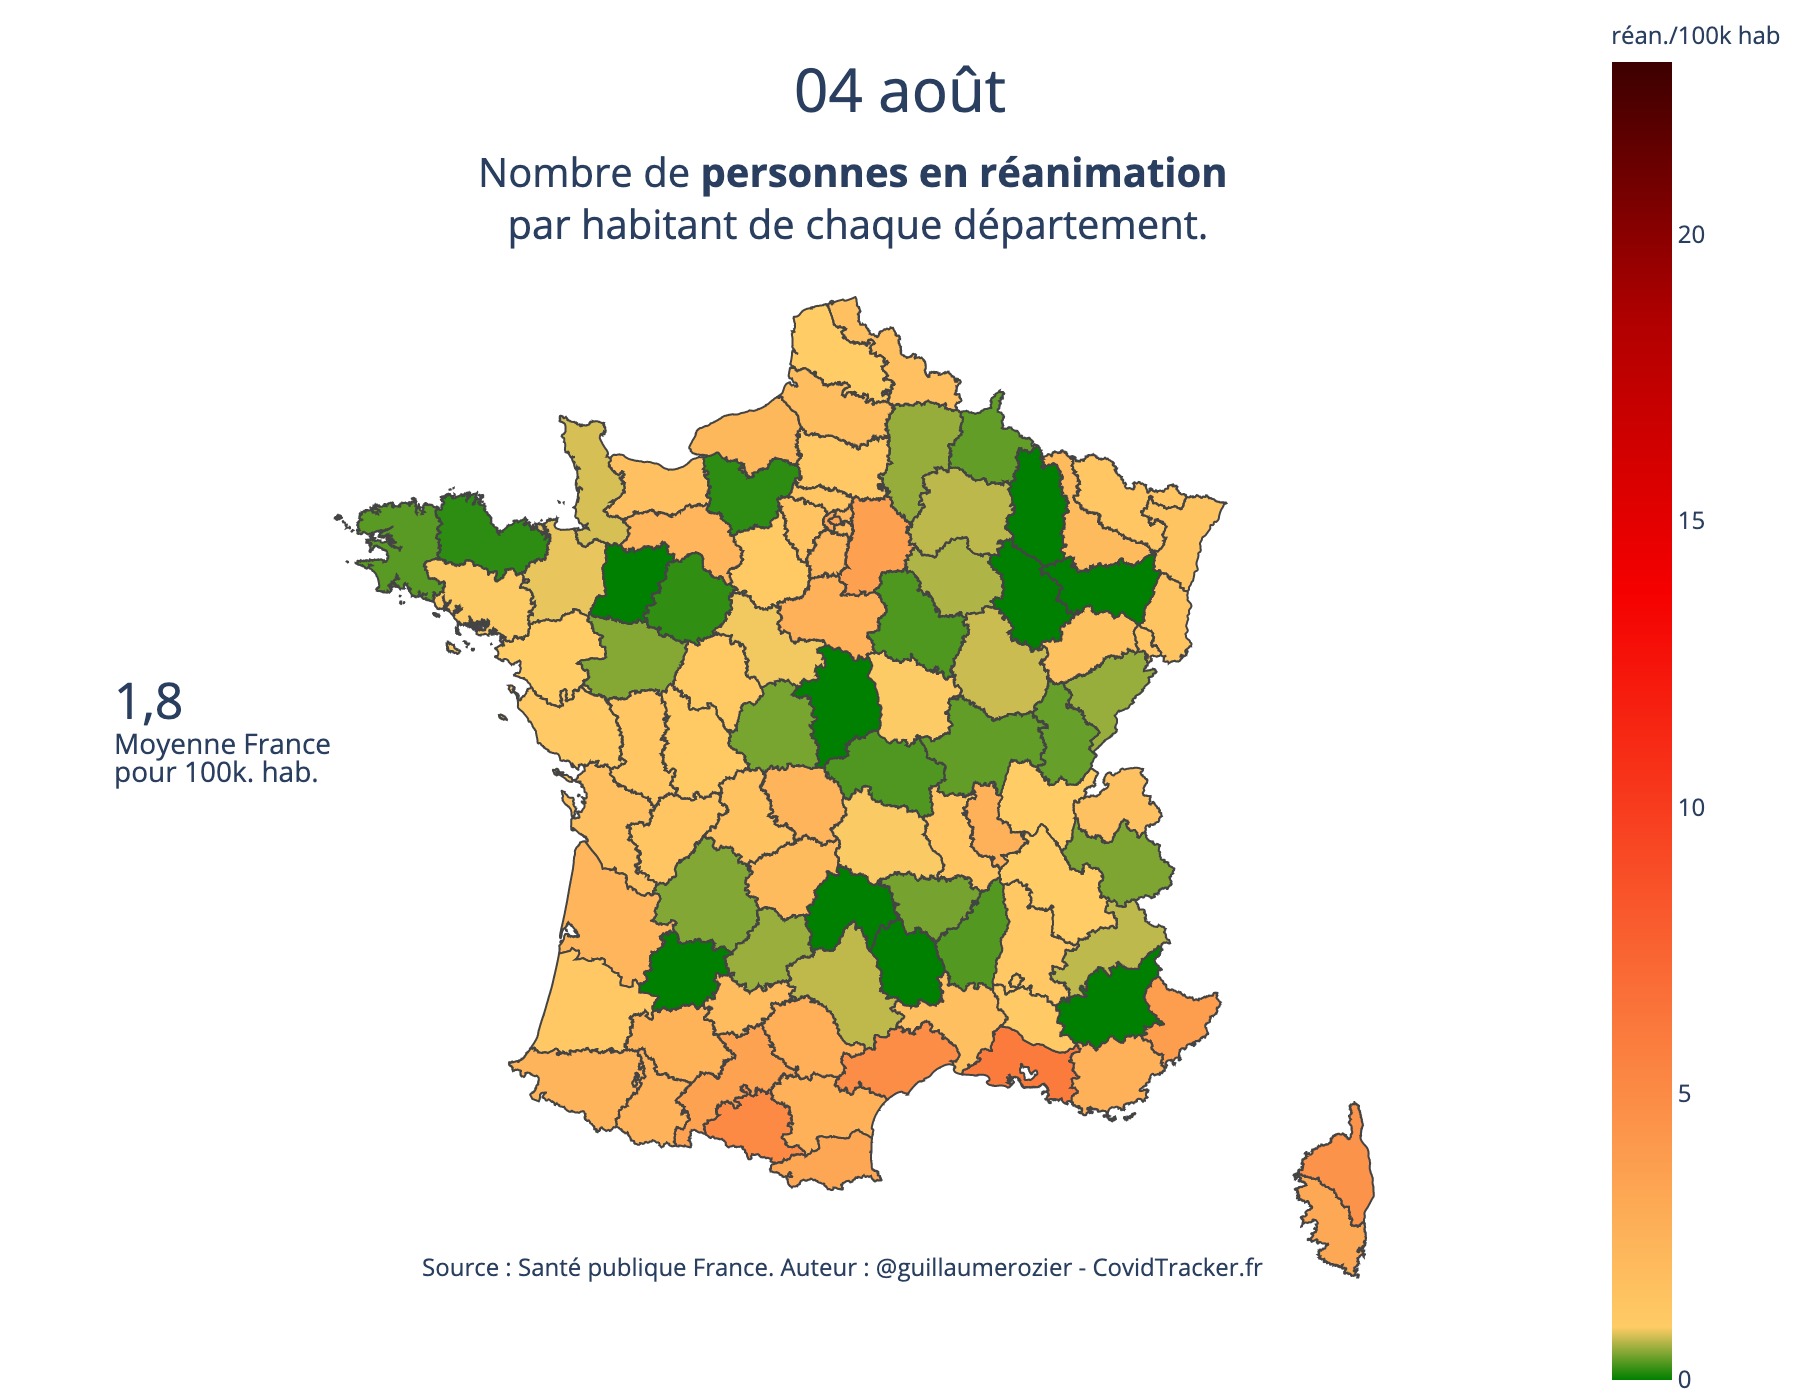 réan./100k hab
04 août
Nombre de personnes en réanimation
par habitant de chaque département.
20
15
10
5
0
1,8
Moyenne France
pour 100k. hab.
Source : Santé publique France. Auteur : @guillaumerozier - CovidTracker.fr